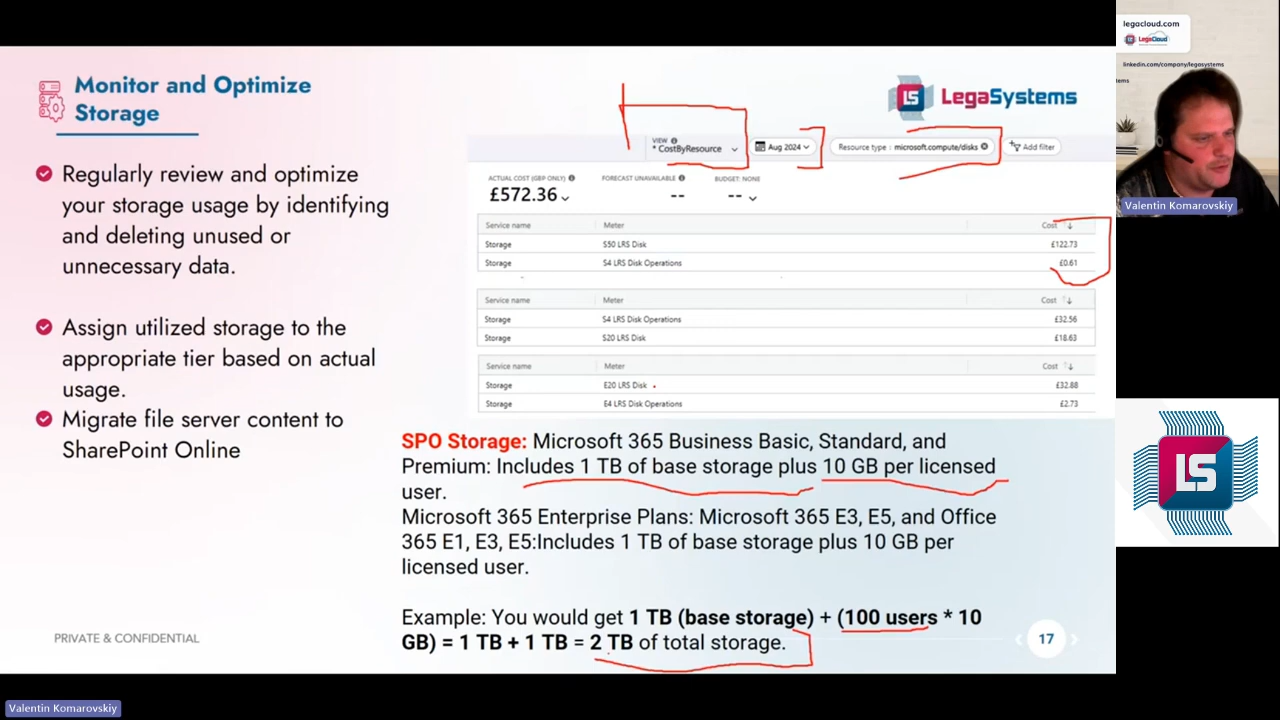 Monitor and Optimize
Storage
Regularly review and optimize
your storage usage by identifying
and deleting unused or
unnecessary data.
Assign utilized storage to the
appropriate tier based on actual
usage.
Migrate file server content to
SharePoint Online
LS LegaSystems
VIEW
* CostByResource
Aug 2024
Resource type : microsoft.compute/disks
Add filter
ACTUAL COST (GBP ONLY) FORECAST UNAVAILABLE BUDGET: NONE
£572.36 -- --
Service name Meter Cost
Storage S50 LRS Disk £122.73
Storage S4 LRS Disk Operations £0.61
Service name Meter Cost
Storage S4 LRS Disk Operations £32.56
Storage S20 LRS Disk £18.63
Service name Meter Cost
Storage E20 LRS Disk £32.88
Storage E4 LRS Disk Operations £2.73
SPO Storage: Microsoft 365 Business Basic, Standard, and
Premium: Includes 1 TB of base storage plus 10 GB per licensed
user.
Microsoft 365 Enterprise Plans: Microsoft 365 E3, E5, and Office
365 E1, E3, E5:Includes 1 TB of base storage plus 10 GB per
licensed user.
Example: You would get 1 TB (base storage) + (100 users * 10
GB) = 1 TB + 1 TB = 2 TB of total storage.
PRIVATE & CONFIDENTIAL
17
legacloud.com
LegaCloud
linkedin.com/company/legasystems
tems
Valentin Komarovskiy
LS
Valentin Komarovskiy